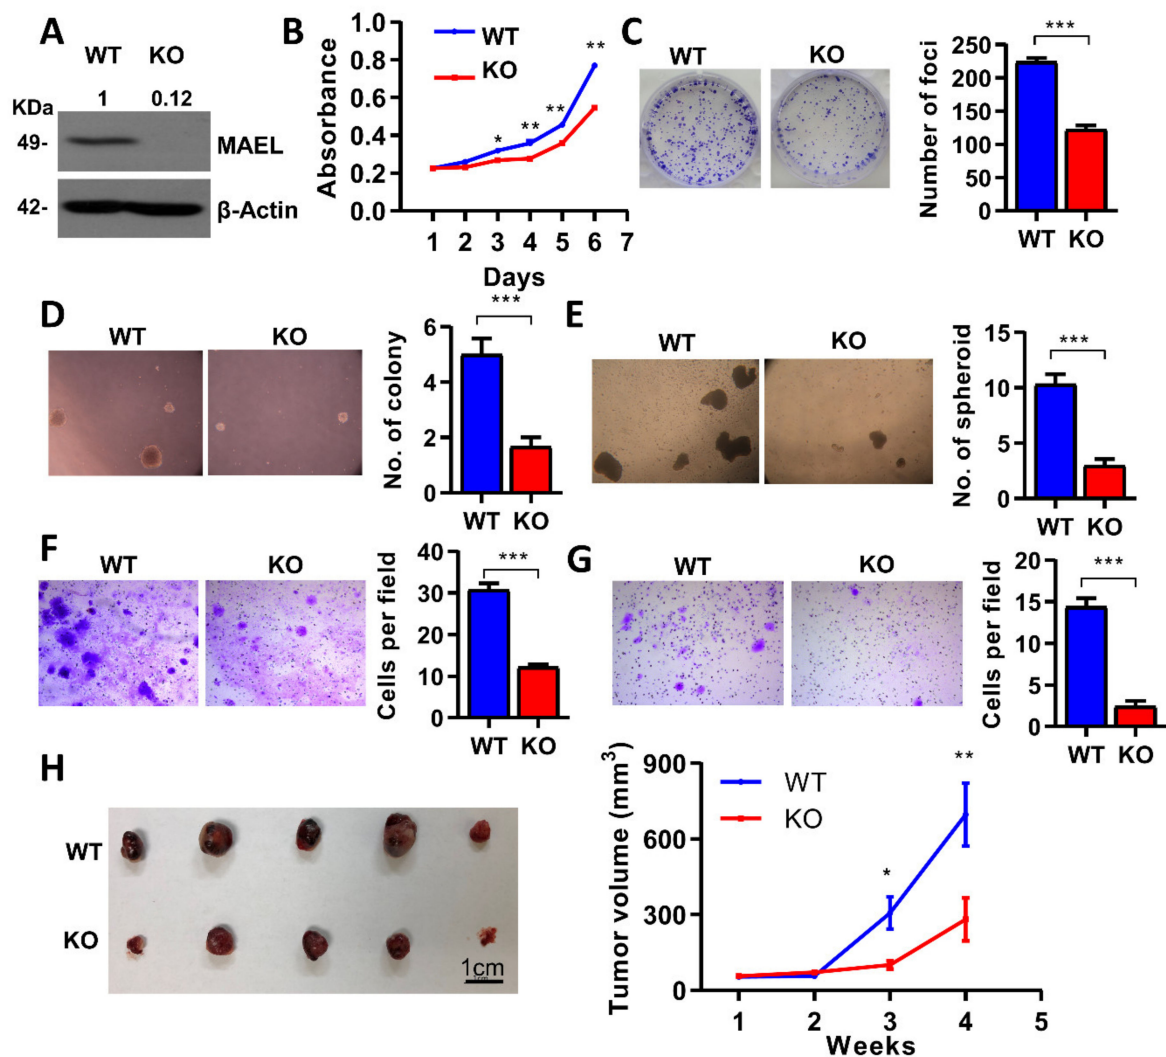 A
WT KO
KDa 1 0.12
49- MAEL
42- β-Actin
B
Absorbance
1.0
0.8
0.6
0.4
0.2
0.0
WT
KO
* ** ** **
1 2 3 4 5 6 7
Days
C
WT KO
Number of foci
250
200
150
100
50
0
***
WT KO
D
WT KO
No. of colony
6
4
2
0
***
WT KO
E
WT KO
No. of spheroid
15
10
5
0
***
WT KO
F
WT KO
Cells per field
40
30
20
10
0
***
WT KO
G
WT KO
Cells per field
20
15
10
5
0
***
WT KO
H
WT
KO
1cm
Tumor volume (mm³)
900
600
300
0
WT
KO
* **
1 2 3 4 5
Weeks